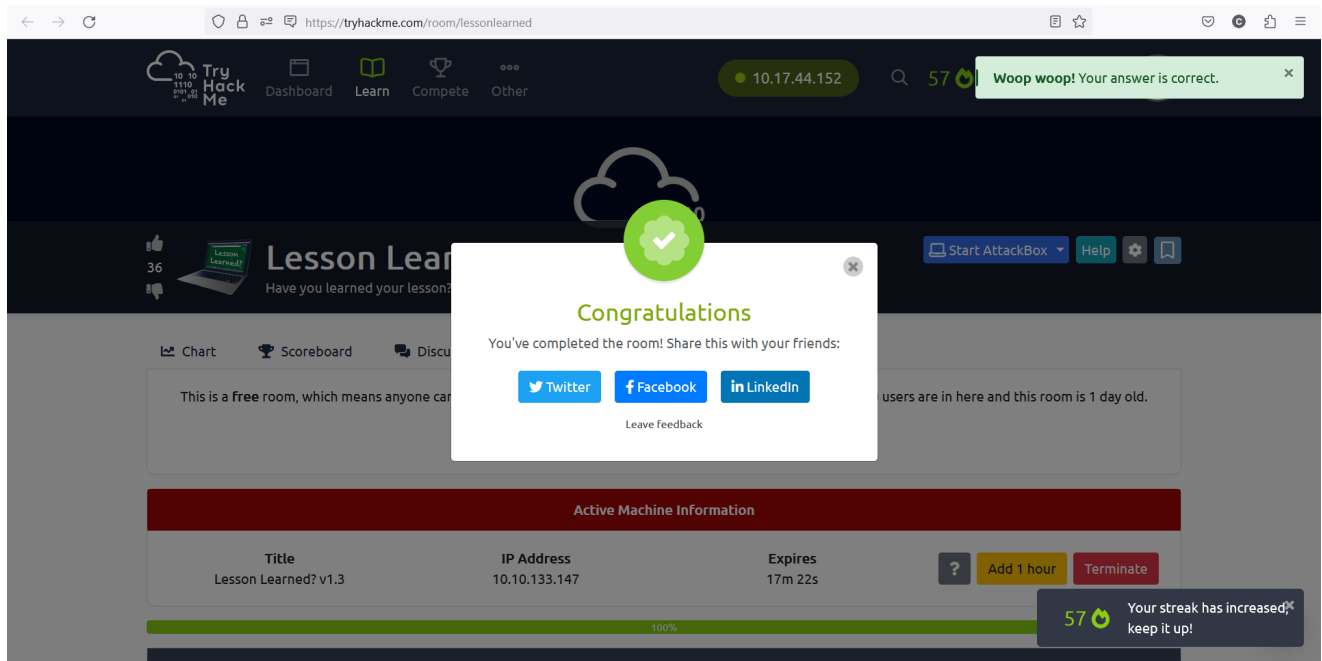 https://tryhackme.com/room/lessonlearned
Try
Hack
Me
Dashboard
Learn
Compete
Other
10.17.44.152
57
Woop woop! Your answer is correct.
36
Lesson
Learned?
Lesson Lear
Have you learned your lesson?
Start AttackBox
Help
Congratulations
You've completed the room! Share this with your friends:
Twitter
Facebook
LinkedIn
Leave feedback
Chart
Scoreboard
Discu
This is a free room, which means anyone can
users are in here and this room is 1 day old.
Active Machine Information
Title
IP Address
Expires
Lesson Learned? v1.3
10.10.133.147
17m 22s
?
Add 1 hour
Terminate
100%
57
Your streak has increased,
keep it up!